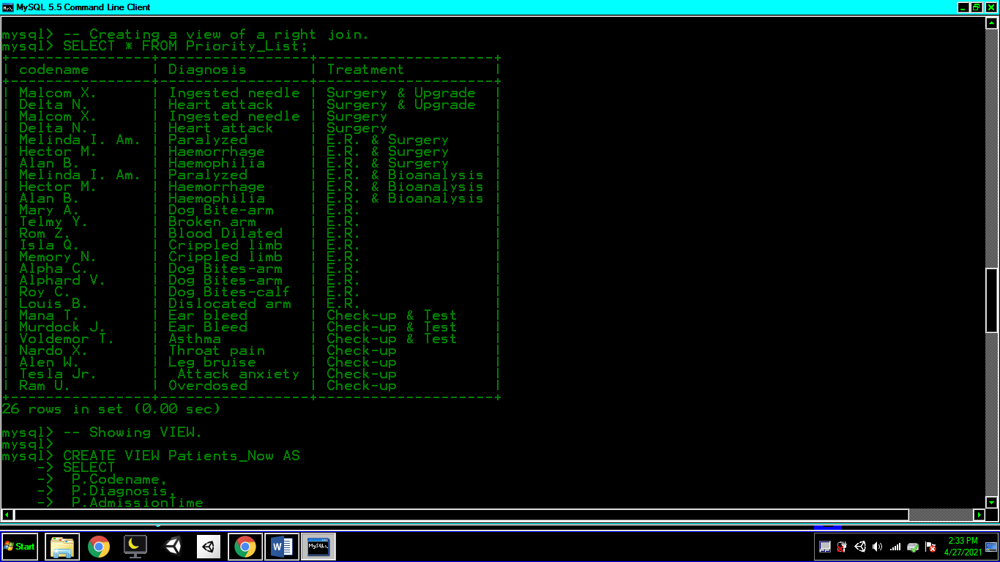 MySQL 5.5 Command Line Client
mysql> -- Creating a view of a right join.
mysql> SELECT * FROM Priority_List;
+-----------------+-----------------+--------------------+
| codename | Diagnosis | Treatment |
+-----------------+-----------------+--------------------+
| Malcom X. | Ingested needle | Surgery & Upgrade |
| Delta N. | Heart attack | Surgery & Upgrade |
| Malcom X. | Ingested needle | Surgery |
| Delta N. | Heart attack | Surgery |
| Melinda I. Am. | Paralyzed | E.R. & Surgery |
| Hector M. | Haemorrhage | E.R. & Surgery |
| Alan B. | Haemophilia | E.R. & Surgery |
| Melinda I. Am. | Paralyzed | E.R. & Bioanalysis |
| Hector M. | Haemorrhage | E.R. & Bioanalysis |
| Alan B. | Haemophilia | E.R. & Bioanalysis |
| Mary A. | Dog Bite-arm | E.R. |
| Telmy Y. | Broken arm | E.R. |
| Rom Z. | Blood Dilated | E.R. |
| Isla Q. | Crippled limb | E.R. |
| Memory N. | Crippled limb | E.R. |
| Alpha C. | Dog Bites-arm | E.R. |
| Alphard V. | Dog Bites-arm | E.R. |
| Roy C. | Dog Bites-calf | E.R. |
| Louis B. | Dislocated arm | E.R. |
| Mana T. | Ear bleed | Check-up & Test |
| Murdock J. | Ear Bleed | Check-up & Test |
| Voldemor T. | Asthma | Check-up & Test |
| Nardo X. | Throat pain | Check-up |
| Alen W. | Leg bruise | Check-up |
| Tesla Jr. | Attack anxiety | Check-up |
| Ram U. | Overdosed | Check-up |
+-----------------+-----------------+--------------------+
26 rows in set (0.00 sec)
mysql> -- Showing VIEW.
mysql>
mysql> CREATE VIEW Patients_Now AS
-> SELECT
-> P.Codename,
-> P.Diagnosis,
-> P.AdmissionTime
Start
MySQL
2:33 PM
4/27/2021